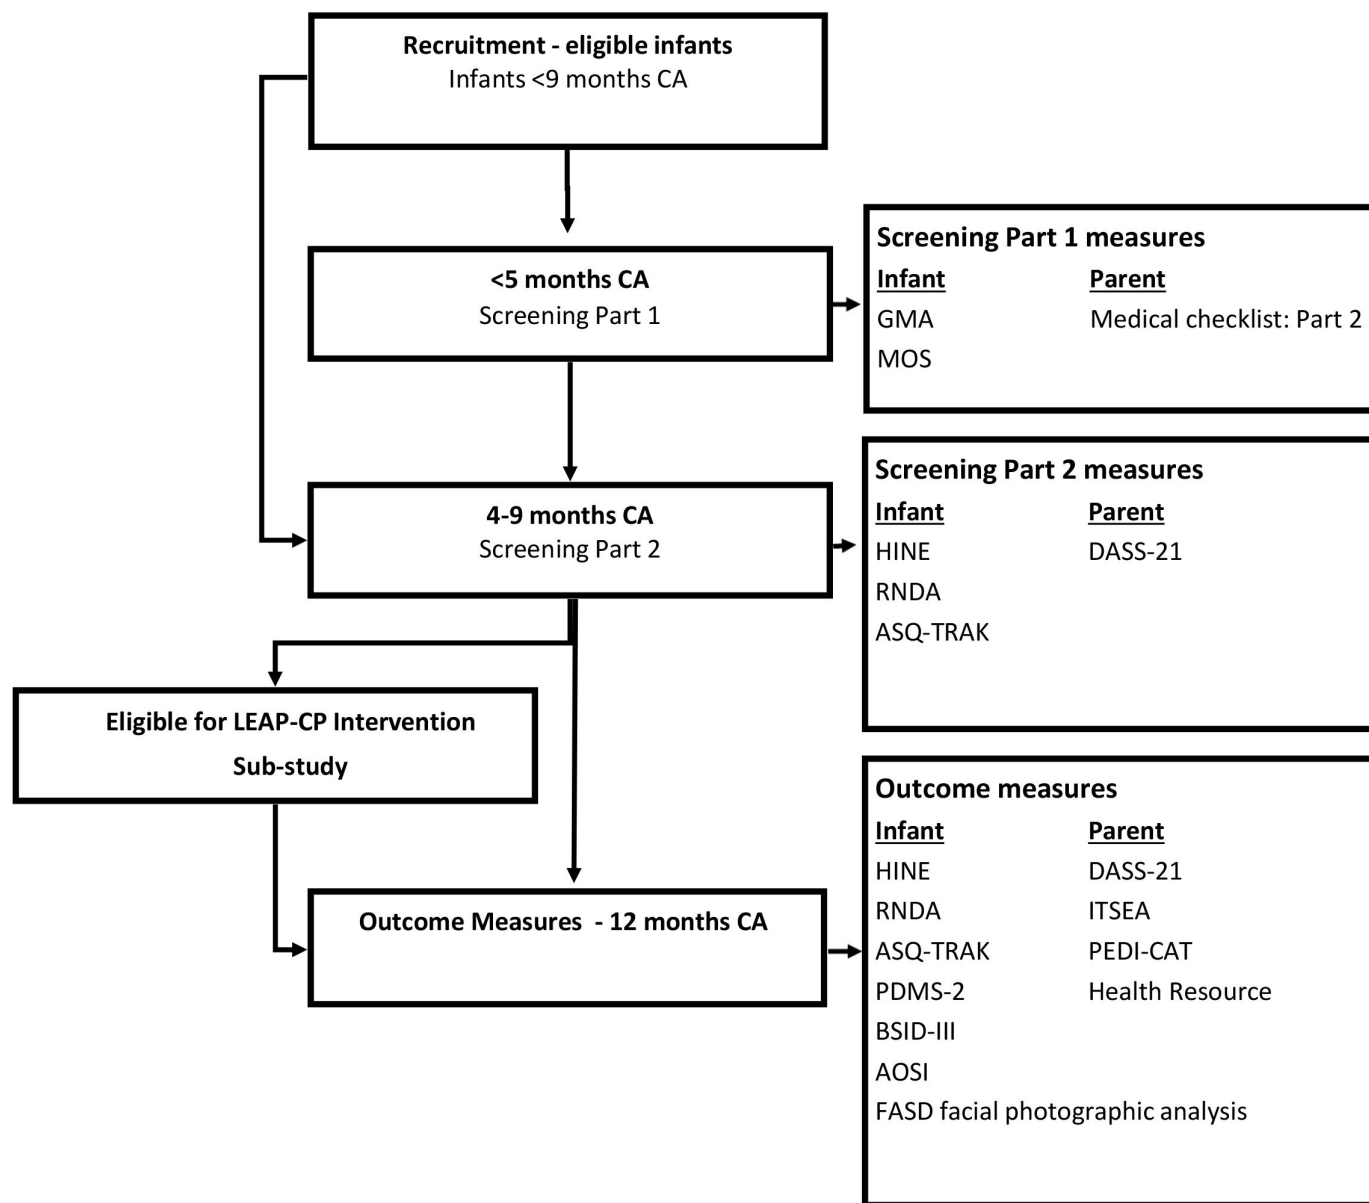 Recruitment - eligible infants
Infants <9 months CA
<5 months CA
Screening Part 1
Screening Part 1 measures
Infant Parent
GMA Medical checklist: Part 2
MOS
4-9 months CA
Screening Part 2
Screening Part 2 measures
Infant Parent
HINE DASS-21
RNDA
ASQ-TRAK
Eligible for LEAP-CP Intervention
Sub-study
Outcome Measures - 12 months CA
Outcome measures
Infant Parent
HINE DASS-21
RNDA ITSEA
ASQ-TRAK PEDI-CAT
PDMS-2 Health Resource
BSID-III
AOSI
FASD facial photographic analysis